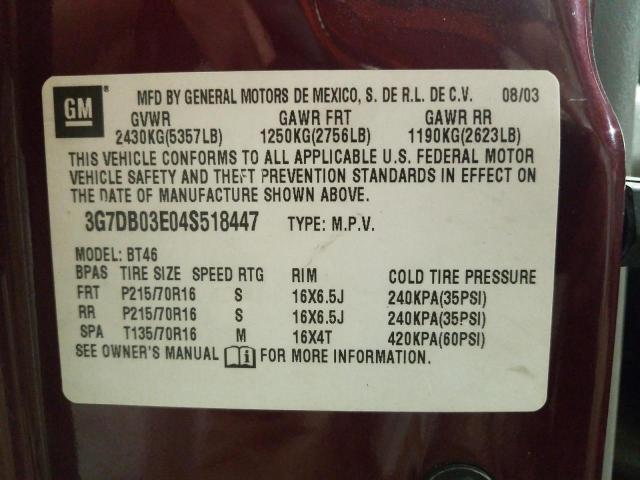 GM ® MFD BY GENERAL MOTORS DE MEXICO, S. DE R.L. DE C.V. 08/03
GVWR GAWR FRT GAWR RR
2430KG(5357LB) 1250KG(2756LB) 1190KG(2623LB)
THIS VEHICLE CONFORMS TO ALL APPLICABLE U.S. FEDERAL MOTOR
VEHICLE SAFETY AND THEFT PREVENTION STANDARDS IN EFFECT ON
THE DATE OF MANUFACTURE SHOWN ABOVE.
3G7DB03E04S518447 TYPE: M.P.V.
MODEL: BT46
BPAS TIRE SIZE SPEED RTG RIM COLD TIRE PRESSURE
FRT P215/70R16 S 16X6.5J 240KPA(35PSI)
RR P215/70R16 S 16X6.5J 240KPA(35PSI)
SPA T135/70R16 M 16X4T 420KPA(60PSI)
SEE OWNER'S MANUAL i FOR MORE INFORMATION.